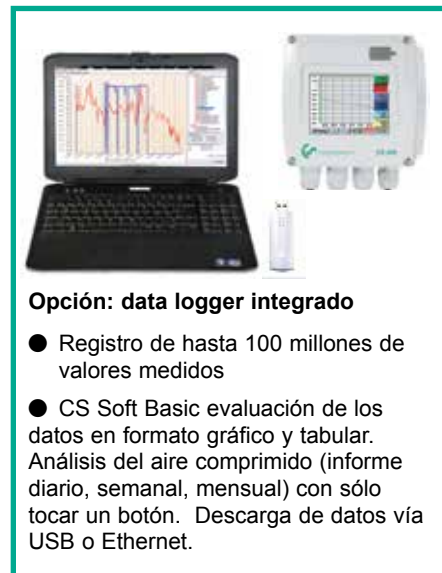 Opción: data logger integrado
● Registro de hasta 100 millones de
valores medidos
● CS Soft Basic evaluación de los
datos en formato gráfico y tabular.
Análisis del aire comprimido (informe
diario, semanal, mensual) con sólo
tocar un botón. Descarga de datos vía
USB o Ethernet.